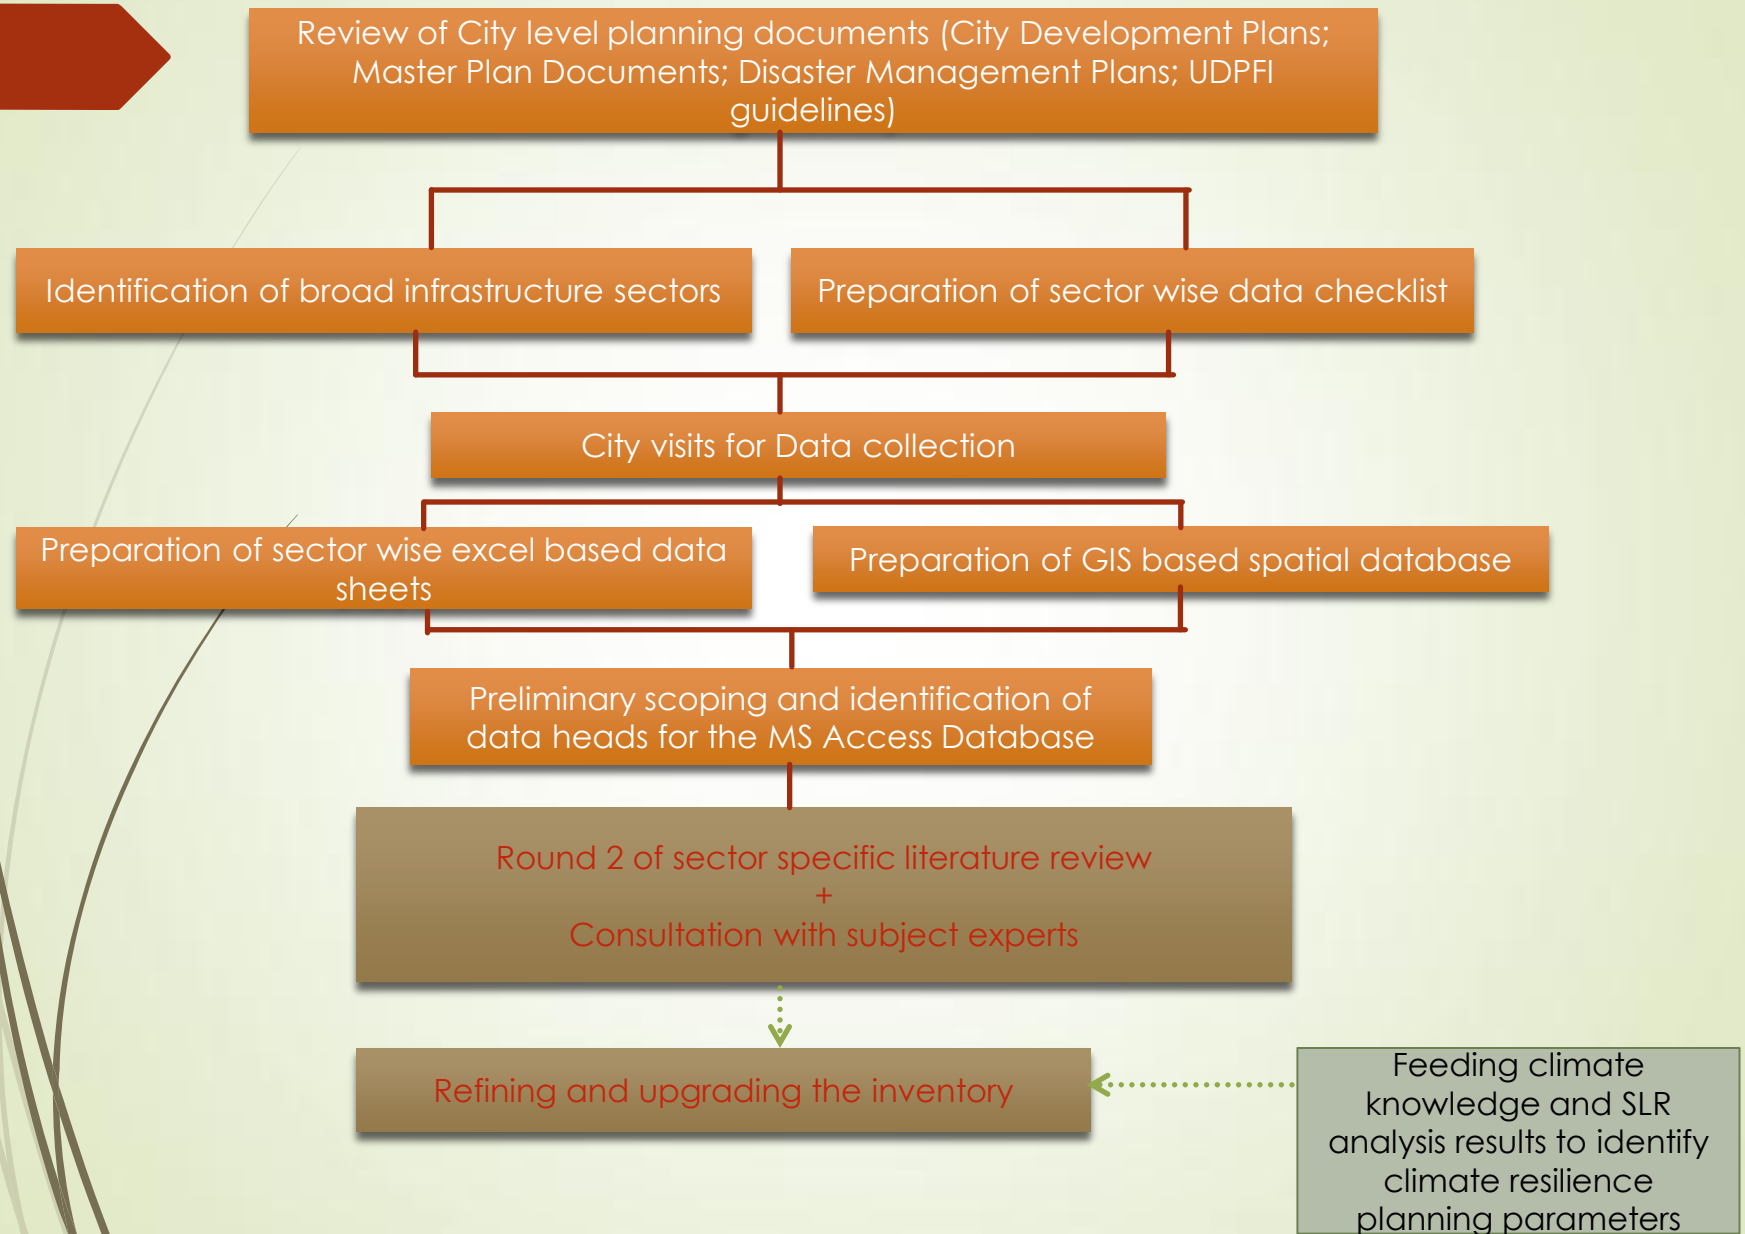 Review of City level planning documents (City Development Plans;
Master Plan Documents; Disaster Management Plans; UDPFI
guidelines)
Identification of broad infrastructure sectors
Preparation of sector wise data checklist
City visits for Data collection
Preparation of sector wise excel based data
sheets
Preparation of GIS based spatial database
Preliminary scoping and identification of
data heads for the MS Access Database
Round 2 of sector specific literature review
+
Consultation with subject experts
Refining and upgrading the inventory
Feeding climate
knowledge and SLR
analysis results to identify
climate resilience
planning parameters